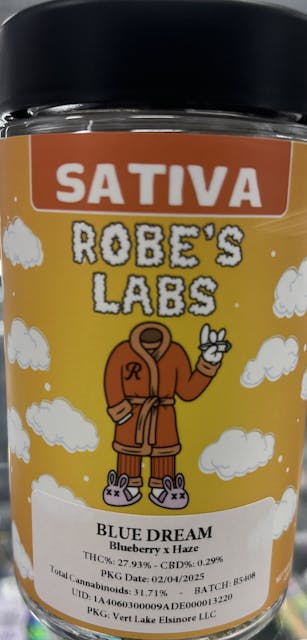 SATIVA
ROBE'S
LABS
R
BLUE DREAM
Blueberry x Haze
THC%: 27.93% - CBD%: 0.29%
PKG Date: 02/04/2025
Total Cannabinoids: 31.71% - BATCH: B5408
UID: 1A4060300009ADE000013220
PKG: Vert Lake Elsinore LLC